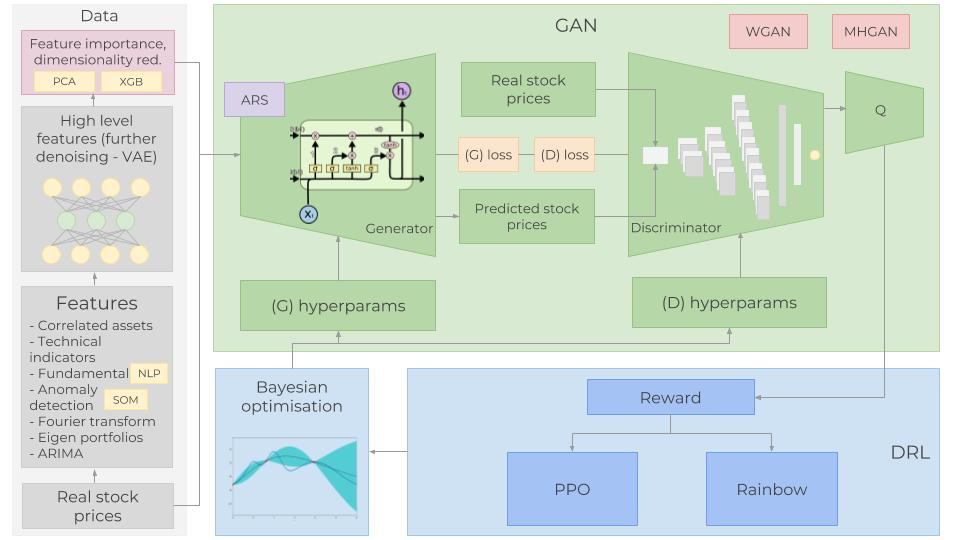 Data
Feature importance,
dimensionality red.
PCA
XGB
High level
features (further
denoising - VAE)
Features
- Correlated assets
- Technical
indicators
- Fundamental
NLP
- Anomaly
detection
SOM
- Fourier transform
- Eigen portfolios
- ARIMA
Real stock
prices
GAN
WGAN
MHGAN
ARS
h
tanh
σ
σ
tanh
σ
X
Generator
Real stock
prices
(G) loss
(D) loss
Predicted stock
prices
Discriminator
Q
(G) hyperparams
(D) hyperparams
Bayesian
optimisation
Reward
DRL
PPO
Rainbow